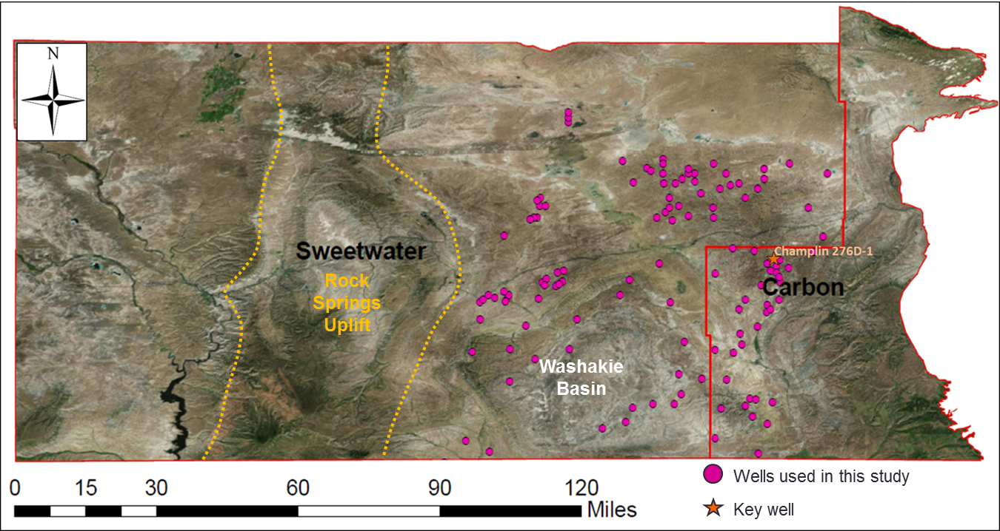 N
Champlin 276D-1
Sweetwater
Carbon
Rock
Springs
Uplift
Washakie
Basin
0 15 30 60 90 120
Miles
Wells used in this study
Key well